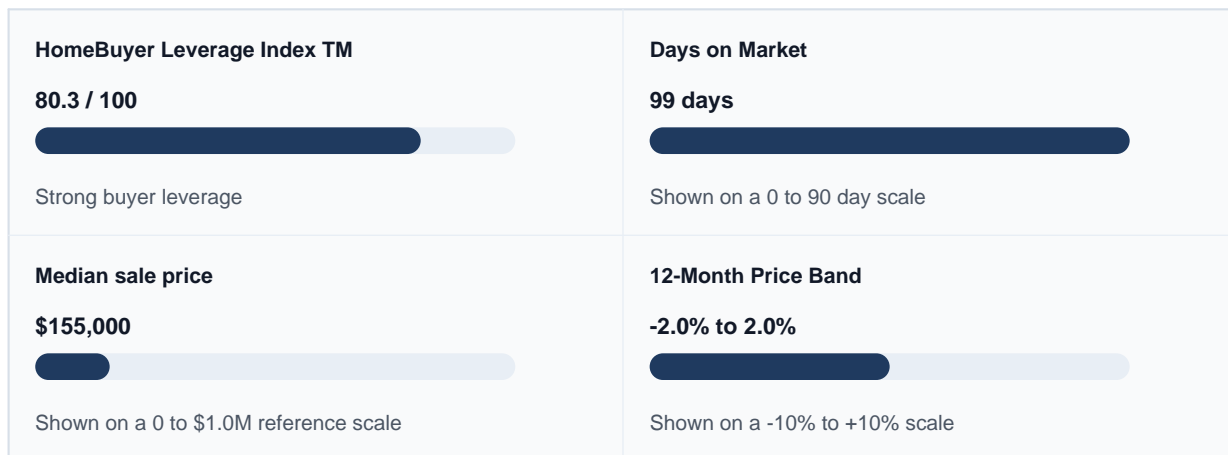 HomeBuyer Leverage Index TM
80.3 / 100
Strong buyer leverage
Days on Market
99 days
Shown on a 0 to 90 day scale
Median sale price
$155,000
Shown on a 0 to $1.0M reference scale
12-Month Price Band
-2.0% to 2.0%
Shown on a -10% to +10% scale